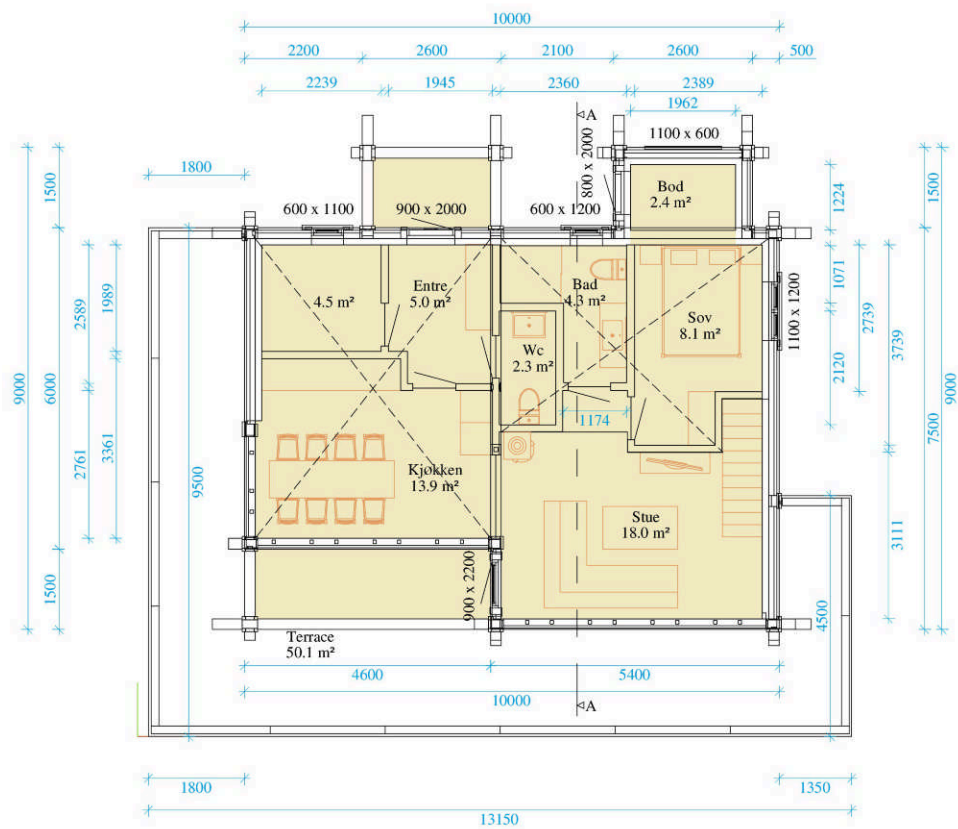 10000
2200
2600
2100
2600
500
2239
1945
2360
2389
1962
A
1100 x 600
800 x 2000
1800
600 x 1100
900 x 2000
600 x 1200
Bod
2.4 m²
1500
1500
1224
4.5 m²
Entre
5.0 m²
Bad
4.3 m²
Sov
8.1 m²
Wc
2.3 m²
1100 x 1200
1071
2739
3739
2120
2589
1989
9000
6000
7500
9000
1174
2761
3361
9500
Kjøkken
13.9 m²
Stue
18.0 m²
3111
1500
900 x 2200
4500
Terrace
50.1 m²
4600
5400
10000
A
1800
1350
13150